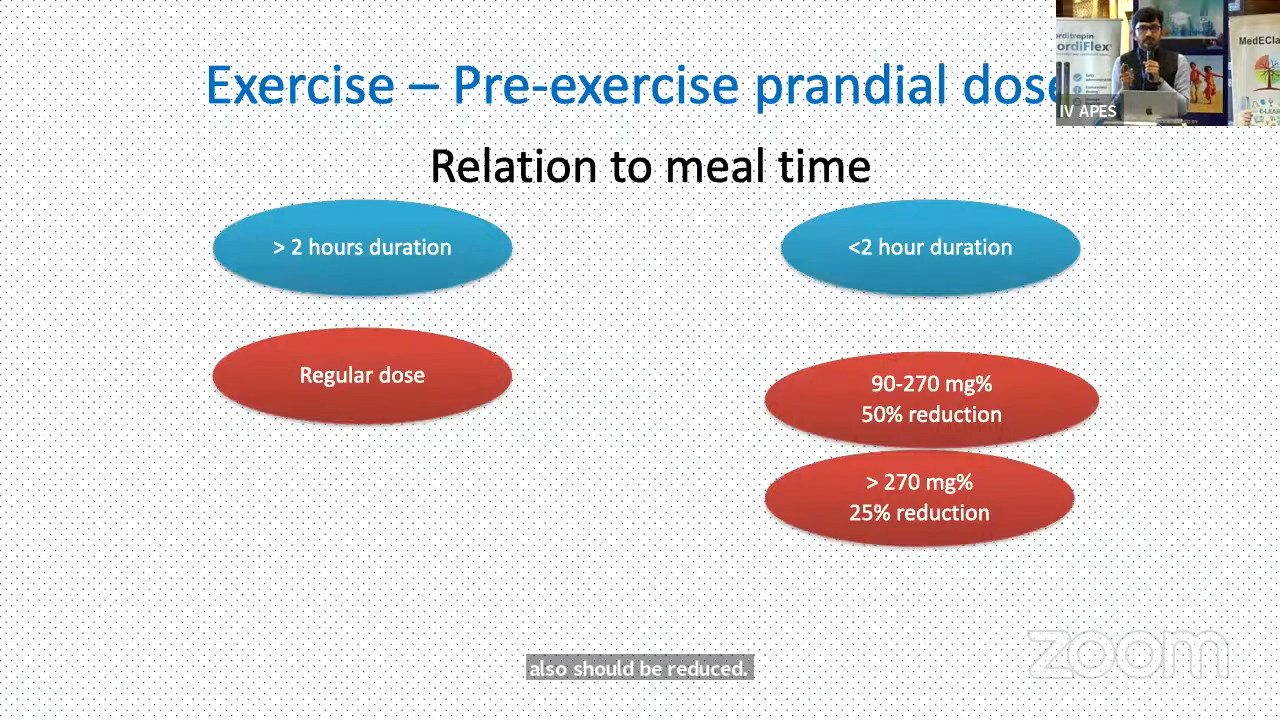 Exercise – Pre-exercise prandial dose
Relation to meal time
> 2 hours duration
<2 hour duration
Regular dose
90-270 mg%
50% reduction
> 270 mg%
25% reduction
also should be reduced.
zoom
IV APES
ordiFlex
MedECla